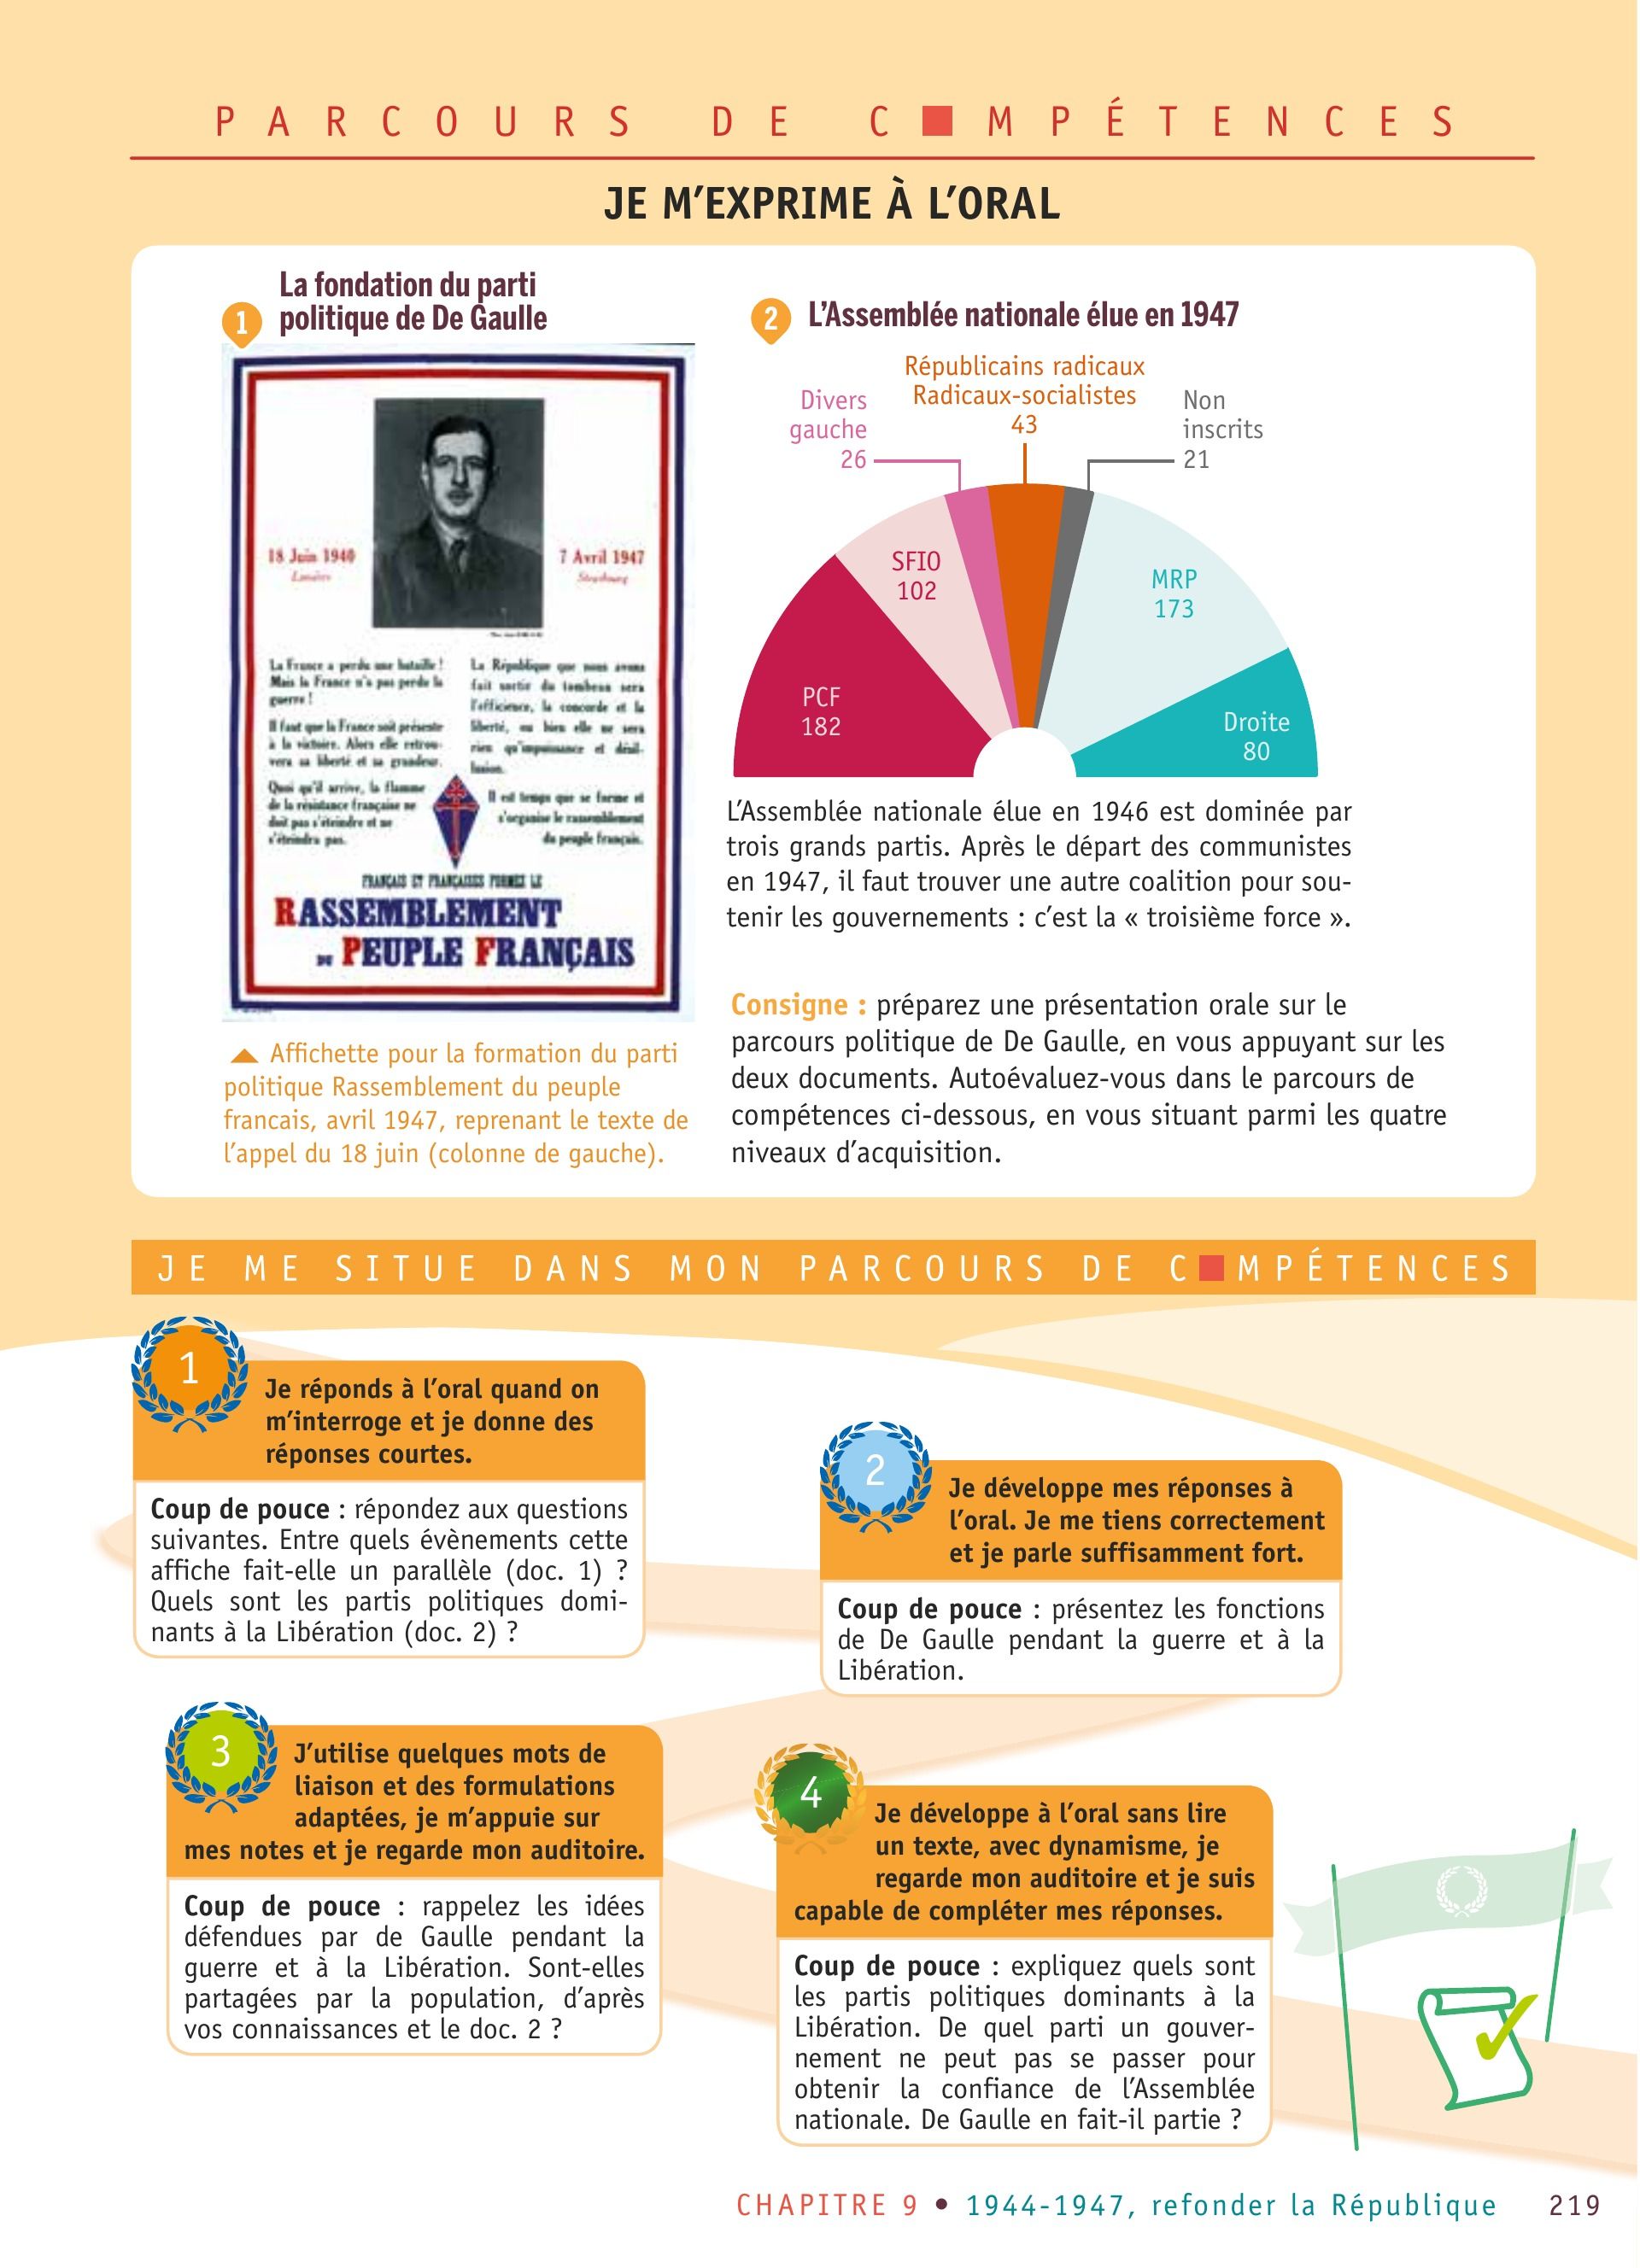 PARCOURS DE C■MPÉTENCES
JE M'EXPRIME À L'ORAL
1
La fondation du parti
politique de De Gaulle
18 Juin 1940
Londres
7 Avril 1947
Strasbourg
La France a perdu une bataille !
Mais la France n'a pas perdu la
guerre !
Il faut que la France soit présente
à la victoire. Alors elle retrou-
vera sa liberté et sa grandeur.
Quoi qu'il arrive, la flamme
de la résistance française ne
doit pas s'éteindre et ne
s'éteindra pas.
La République que nous avons
fait sortir du tombeau sera
l'efficience, la concorde et la
liberté, ou bien elle ne sera
rien qu'impuissance et désil-
lusion.
Il est temps que se forme et
s'organise le rassemblement
du peuple français.
FRANÇAIS ET FRANÇAISES FORMEZ LE
RASSEMBLEMENT
DU PEUPLE FRANÇAIS
Affichette pour la formation du parti
politique Rassemblement du peuple
francais, avril 1947, reprenant le texte de
l'appel du 18 juin (colonne de gauche).
2
L'Assemblée nationale élue en 1947
Républicains radicaux
Radicaux-socialistes
43
Divers
gauche
26
Non
inscrits
21
SFIO
102
MRP
173
PCF
182
Droite
80
L'Assemblée nationale élue en 1946 est dominée par
trois grands partis. Après le départ des communistes
en 1947, il faut trouver une autre coalition pour sou-
tenir les gouvernements : c'est la « troisième force ».
Consigne : préparez une présentation orale sur le
parcours politique de De Gaulle, en vous appuyant sur les
deux documents. Autoévaluez-vous dans le parcours de
compétences ci-dessous, en vous situant parmi les quatre
niveaux d'acquisition.
JE ME SITUE DANS MON PARCOURS DE C■MPÉTENCES
1
Je réponds à l'oral quand on
m'interroge et je donne des
réponses courtes.
Coup de pouce : répondez aux questions
suivantes. Entre quels évènements cette
affiche fait-elle un parallèle (doc. 1) ?
Quels sont les partis politiques domi-
nants à la Libération (doc. 2) ?
2
Je développe mes réponses à
l'oral. Je me tiens correctement
et je parle suffisamment fort.
Coup de pouce : présentez les fonctions
de De Gaulle pendant la guerre et à la
Libération.
3
J'utilise quelques mots de
liaison et des formulations
adaptées, je m'appuie sur
mes notes et je regarde mon auditoire.
Coup de pouce : rappelez les idées
défendues par de Gaulle pendant la
guerre et à la Libération. Sont-elles
partagées par la population, d'après
vos connaissances et le doc. 2 ?
4
Je développe à l'oral sans lire
un texte, avec dynamisme, je
regarde mon auditoire et je suis
capable de compléter mes réponses.
Coup de pouce : expliquez quels sont
les partis politiques dominants à la
Libération. De quel parti un gouver-
nement ne peut pas se passer pour
obtenir la confiance de l'Assemblée
nationale. De Gaulle en fait-il partie ?
CHAPITRE 9 • 1944-1947, refonder la République 219